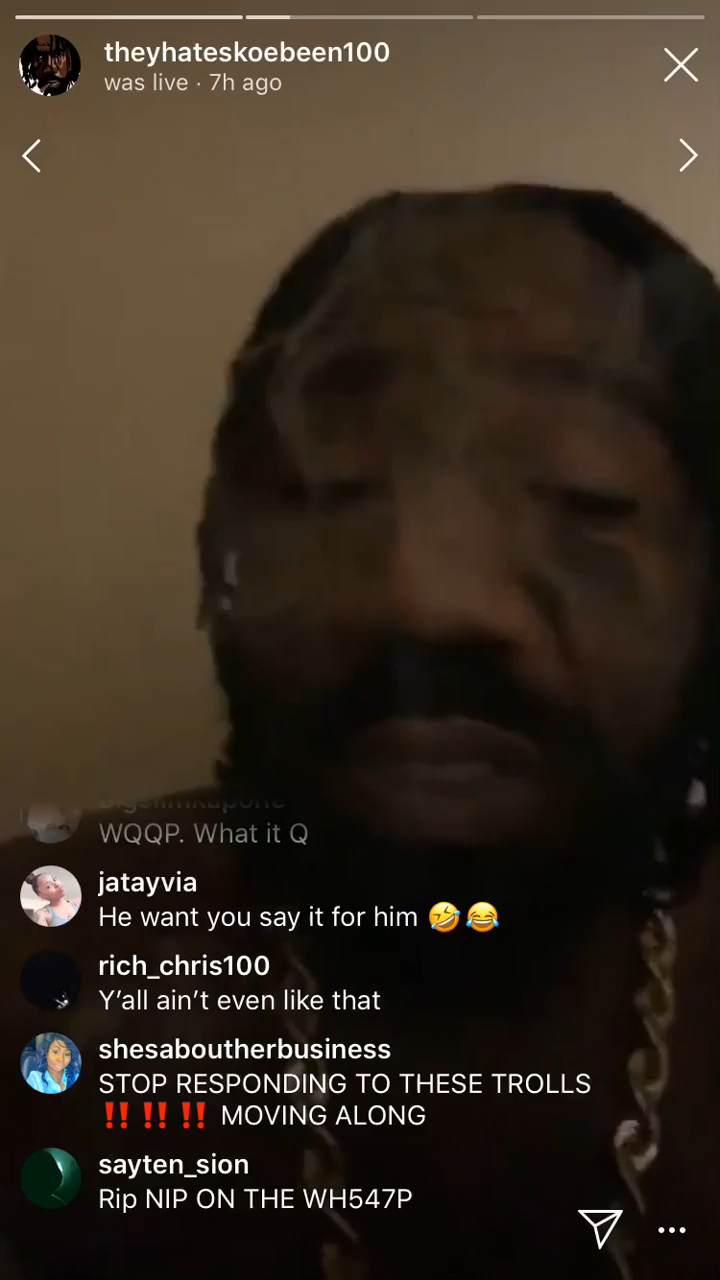 theyhateskoebeen100
was live · 7h ago
bigslimkapone
WQQP. What it Q
jatayvia
He want you say it for him 🤣😂
rich_chris100
Y’all ain’t even like that
shesaboutherbusiness
STOP RESPONDING TO THESE TROLLS
‼️ ‼️ ‼️ MOVING ALONG
sayten_sion
Rip NIP ON THE WH547P